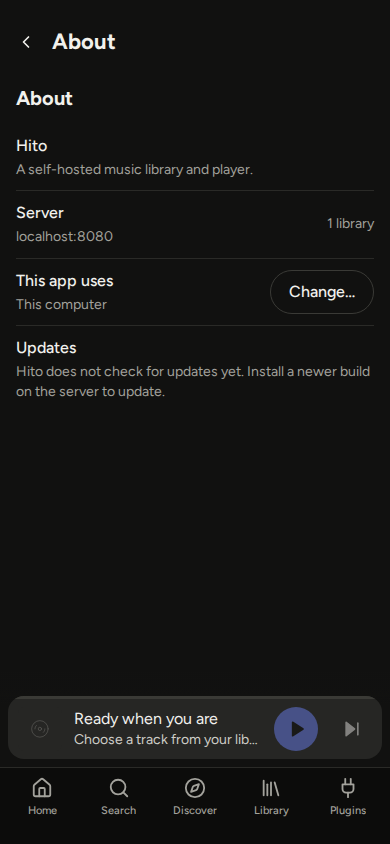 About
About
Hito
A self-hosted music library and player.
Server
localhost:8080
1 library
This app uses
This computer
Change...
Updates
Hito does not check for updates yet. Install a newer build
on the server to update.
Ready when you are
Choose a track from your lib...
Home
Search
Discover
Library
Plugins